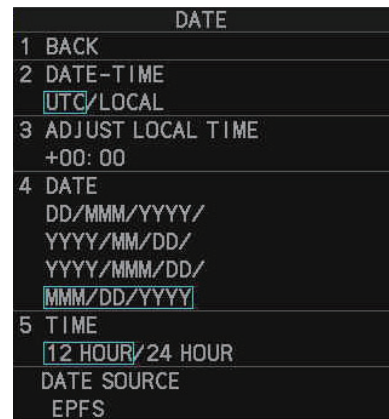 DATE
1 BACK
2 DATE-TIME
UTC/LOCAL
3 ADJUST LOCAL TIME
+00:00
4 DATE
DD/MMM/YYYY/
YYYY/MM/DD/
YYYY/MMM/DD/
MMM/DD/YYYY
5 TIME
12 HOUR/24 HOUR
DATE SOURCE
EPFS